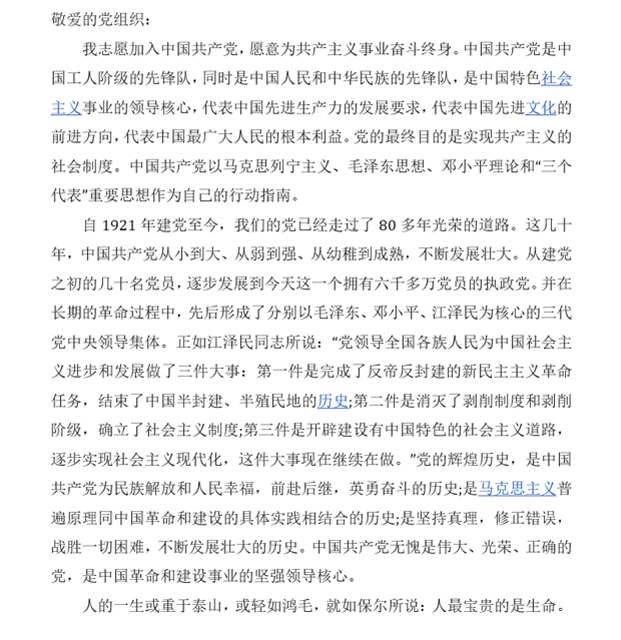 敬爱的党组织：
我志愿加入中国共产党，愿意为共产主义事业奋斗终身。中国共产党是中
国工人阶级的先锋队，同时是中国人民和中华民族的先锋队，是中国特色社会
主义事业的领导核心，代表中国先进生产力的发展要求，代表中国先进文化的
前进方向，代表中国最广大人民的根本利益。党的最终目的是实现共产主义的
社会制度。中国共产党以马克思列宁主义、毛泽东思想、邓小平理论和“三个
代表”重要思想作为自己的行动指南。
自 1921 年建党至今，我们的党已经走过了 80 多年光荣的道路。这几十
年，中国共产党从小到大、从弱到强、从幼稚到成熟，不断发展壮大。从建党
之初的几十名党员，逐步发展到今天这一个拥有六千多万党员的执政党。并在
长期的革命过程中，先后形成了分别以毛泽东、邓小平、江泽民为核心的三代
党中央领导集体。正如江泽民同志所说：“党领导全国各族人民为中国社会主
义进步和发展做了三件大事：第一件是完成了反帝反封建的新民主主义革命
任务，结束了中国半封建、半殖民地的历史;第二件是消灭了剥削制度和剥削
阶级，确立了社会主义制度;第三件是开辟建设有中国特色的社会主义道路，
逐步实现社会主义现代化，这件大事现在继续在做。”党的辉煌历史，是中国
共产党为民族解放和人民幸福，前赴后继，英勇奋斗的历史;是马克思主义普
遍原理同中国革命和建设的具体实践相结合的历史;是坚持真理，修正错误，
战胜一切困难，不断发展壮大的历史。中国共产党无愧是伟大、光荣、正确的
党，是中国革命和建设事业的坚强领导核心。
人的一生或重于泰山，或轻如鸿毛，就如保尔所说：人最宝贵的是生命。